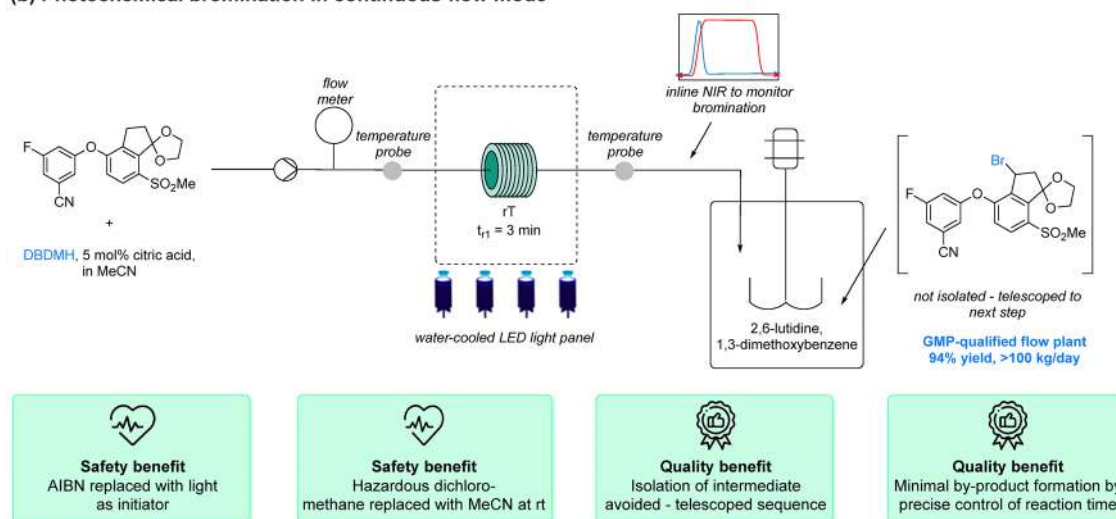 (b) Photochemical bromination in continuous flow mode
flow
meter
temperature
probe
inline NIR to monitor
bromination
temperature
probe
F
O
O
O
SO2Me
CN
+
DBDMH, 5 mol% citric acid,
in MeCN
rT
tr1 = 3 min
water-cooled LED light panel
2,6-lutidine,
1,3-dimethoxybenzene
Br
F
O
O
O
SO2Me
CN
not isolated - telescoped to
next step
GMP-qualified flow plant
94% yield, >100 kg/day
Safety benefit
AIBN replaced with light
as initiator
Safety benefit
Hazardous dichloro-
methane replaced with MeCN at rt
Quality benefit
Isolation of intermediate
avoided - telescoped sequence
Quality benefit
Minimal by-product formation by
precise control of reaction time